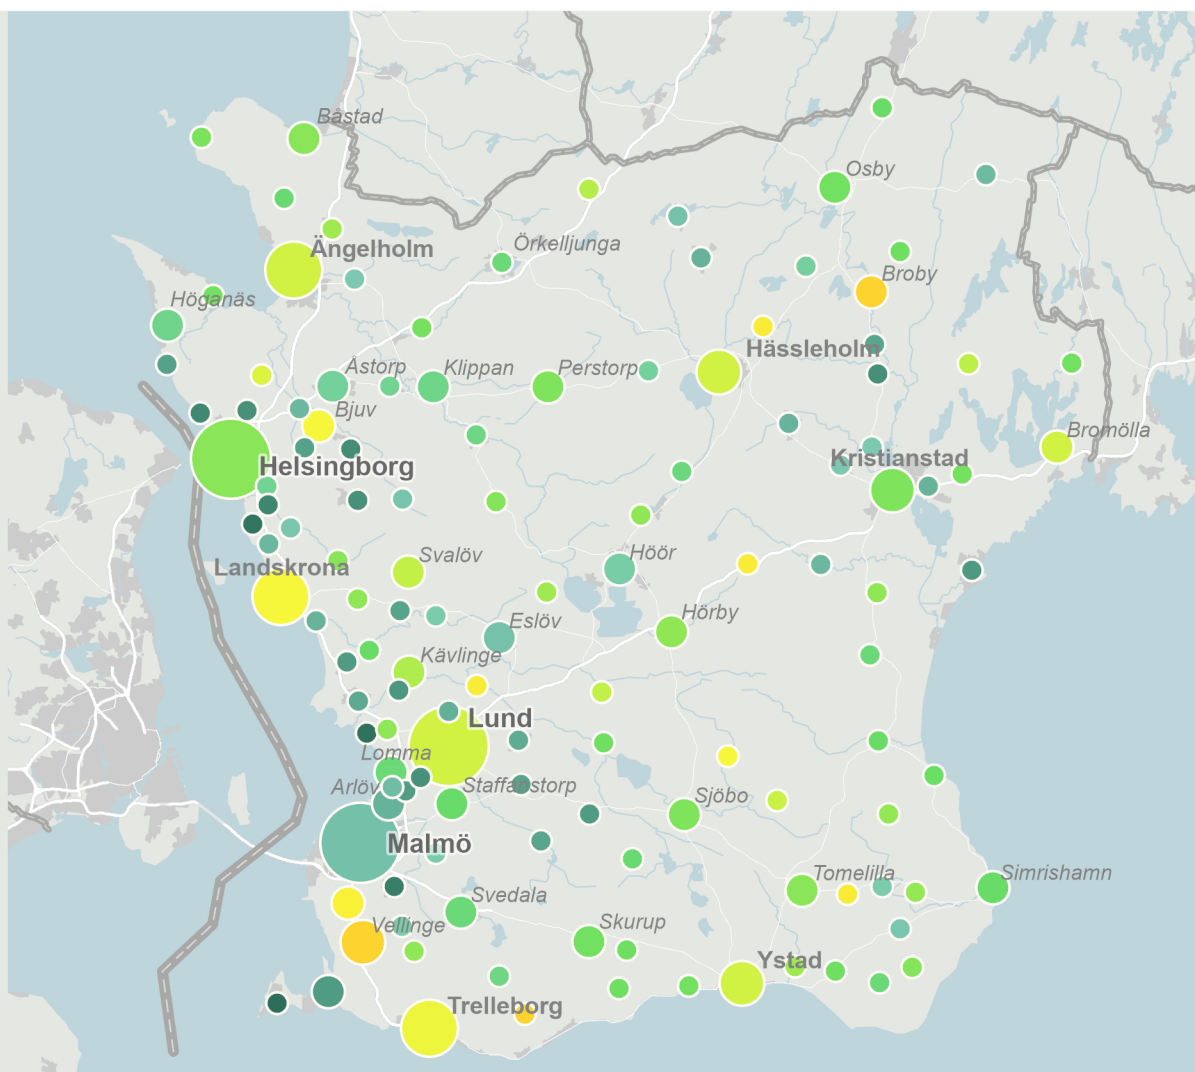 Båstad
Osby
Örkelljunga
Ängelholm
Broby
Höganäs
Hässleholm
Åstorp
Klippan
Perstorp
Bjuv
Bromölla
Kristianstad
Helsingborg
Svalöv
Höör
Landskrona
Hörby
Eslöv
Kävlinge
Lund
Lomma
Arlöv
Staffanstorp
Sjöbo
Malmö
Tomelilla
Simrishamn
Svedala
Skurup
Vellinge
Ystad
Trelleborg